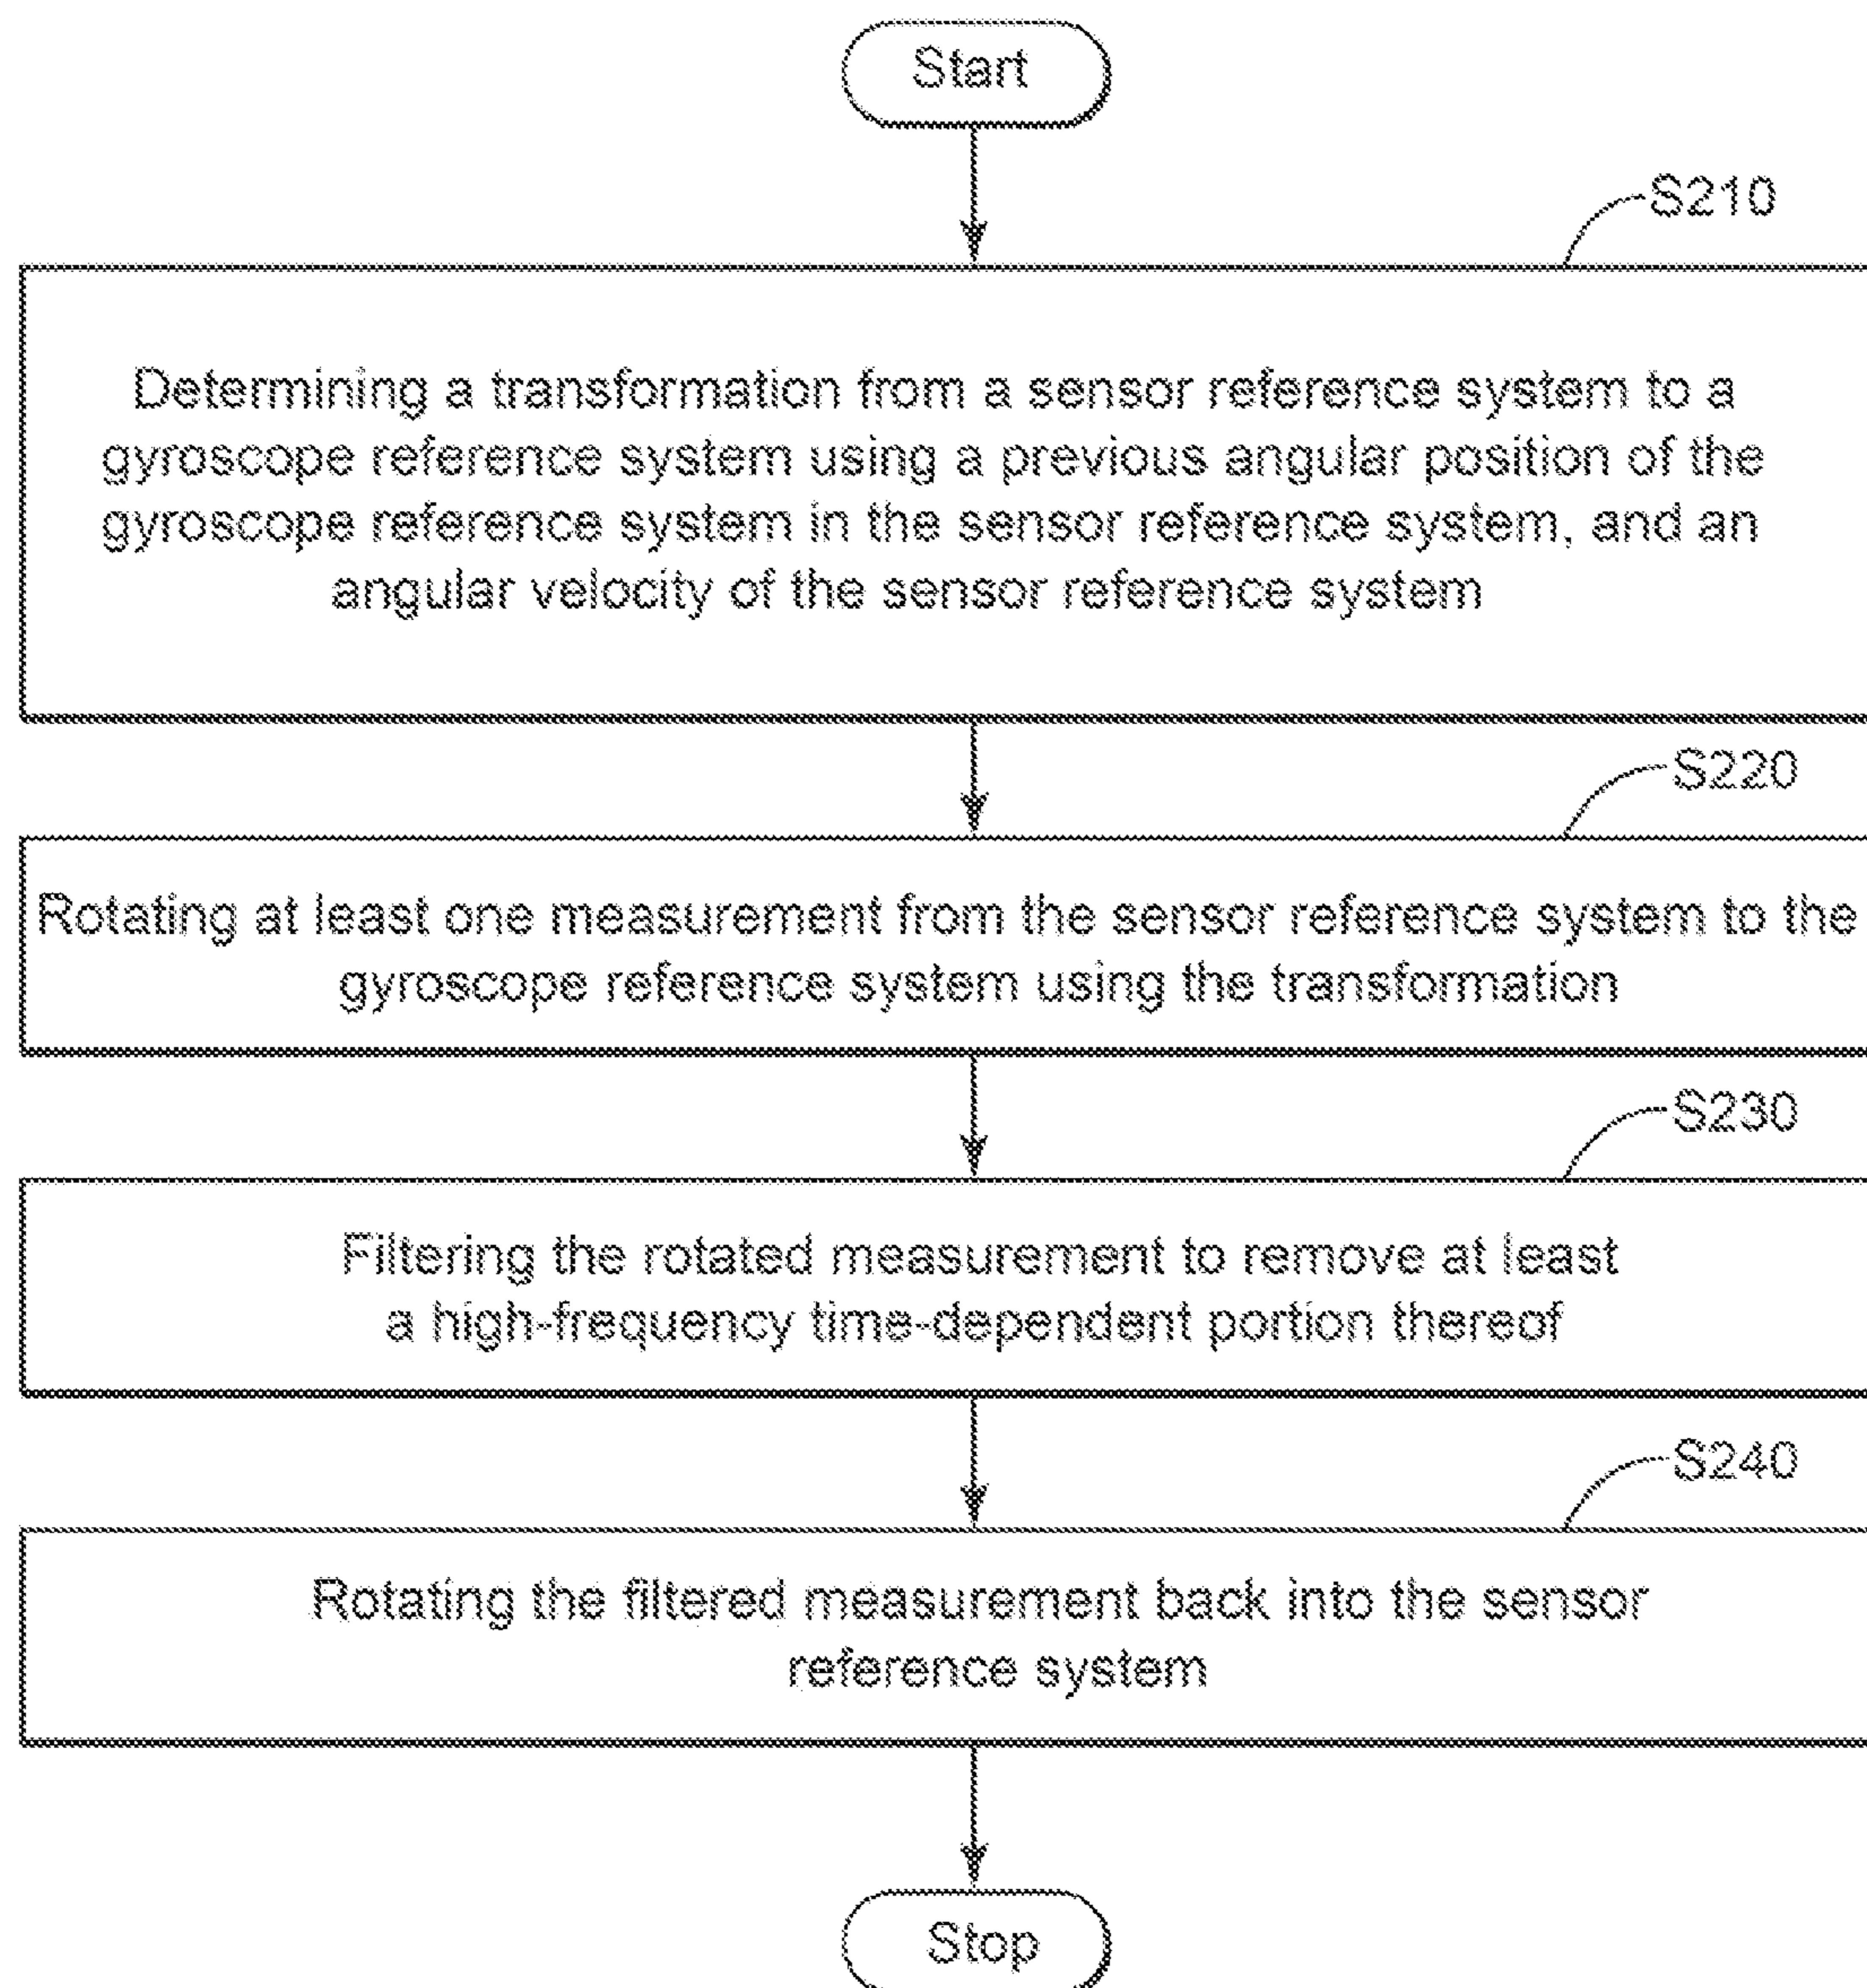 Start
S210
Determining a transformation from a sensor reference system to a
gyroscope reference system using a previous angular position of the
gyroscope reference system in the sensor reference system, and an
angular velocity of the sensor reference system
S220
Rotating at least one measurement from the sensor reference system to the
gyroscope reference system using the transformation
S230
Filtering the rotated measurement to remove at least
a high-frequency time-dependent portion thereof
S240
Rotating the filtered measurement back into the sensor
reference system
Stop